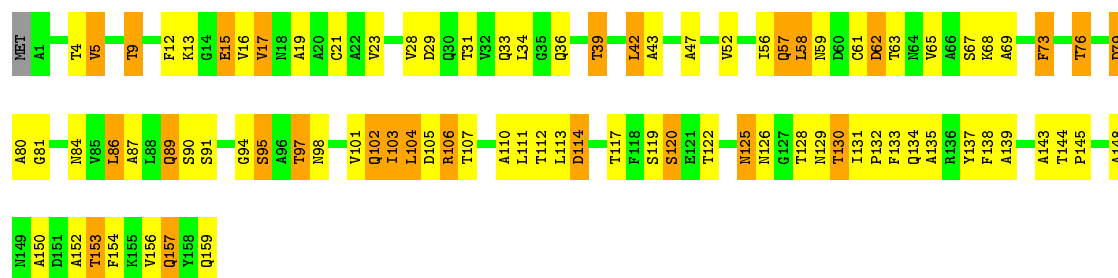 MET A1 T4 V5 T9 F12 K13 G14 E15 V16 V17 N18 A19 A20 C21 A22 V23 V28 D29 Q30 T31 V32 Q33 L34 G35 Q36 T39 L42 A43 A47 V52 I56 Q57 L58 N59 D60 C61 D62 T63 N64 V65 A66 S67 K68 A69 F73 T76
A80 G81 N84 V85 L86 A87 L88 Q89 S90 S91 G94 S95 A96 T97 N98 V101 Q102 I103 L104 D105 R106 T107 A110 L111 T112 L113 D114 T117 F118 S119 S120 E121 T122 N125 N126 G127 T128 N129 T130 I131 P132 F133 Q134 A135 R136 Y137 F138 A139 A143 T144 P145
N149 A150 D151 A152 T153 F154 K155 V156 Q157 Y158 Q159